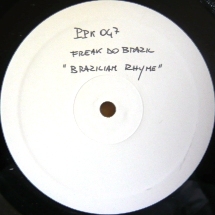 PPK 047
FREAK DO BRAZIL
"BRAZILIAN RHYME"